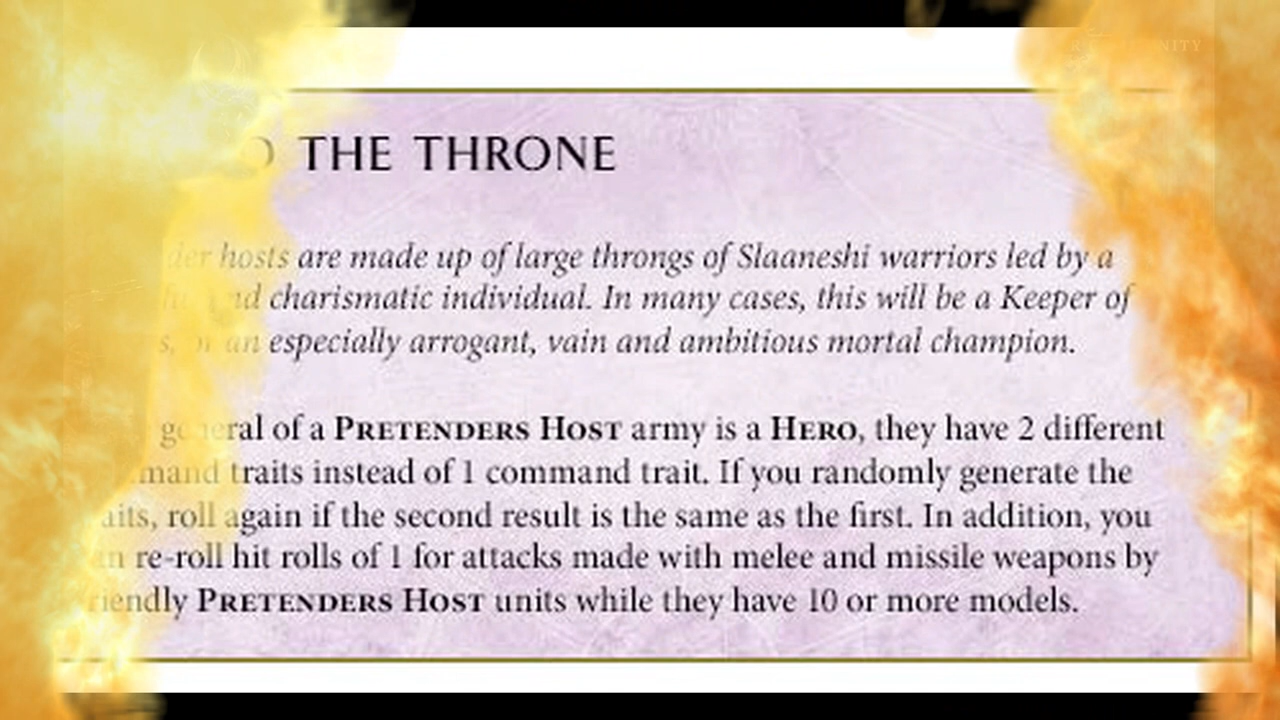 THE THRONE
hosts are made up of large throngs of Slaaneshi warriors led by a
charismatic individual. In many cases, this will be a Keeper of
an especially arrogant, vain and ambitious mortal champion.
general of a PRETENDERS HOST army is a HERO, they have 2 different
traits instead of 1 command trait. If you randomly generate the
roll again if the second result is the same as the first. In addition, you
re-roll hit rolls of 1 for attacks made with melee and missile weapons by
friendly PRETENDERS HOST units while they have 10 or more models.